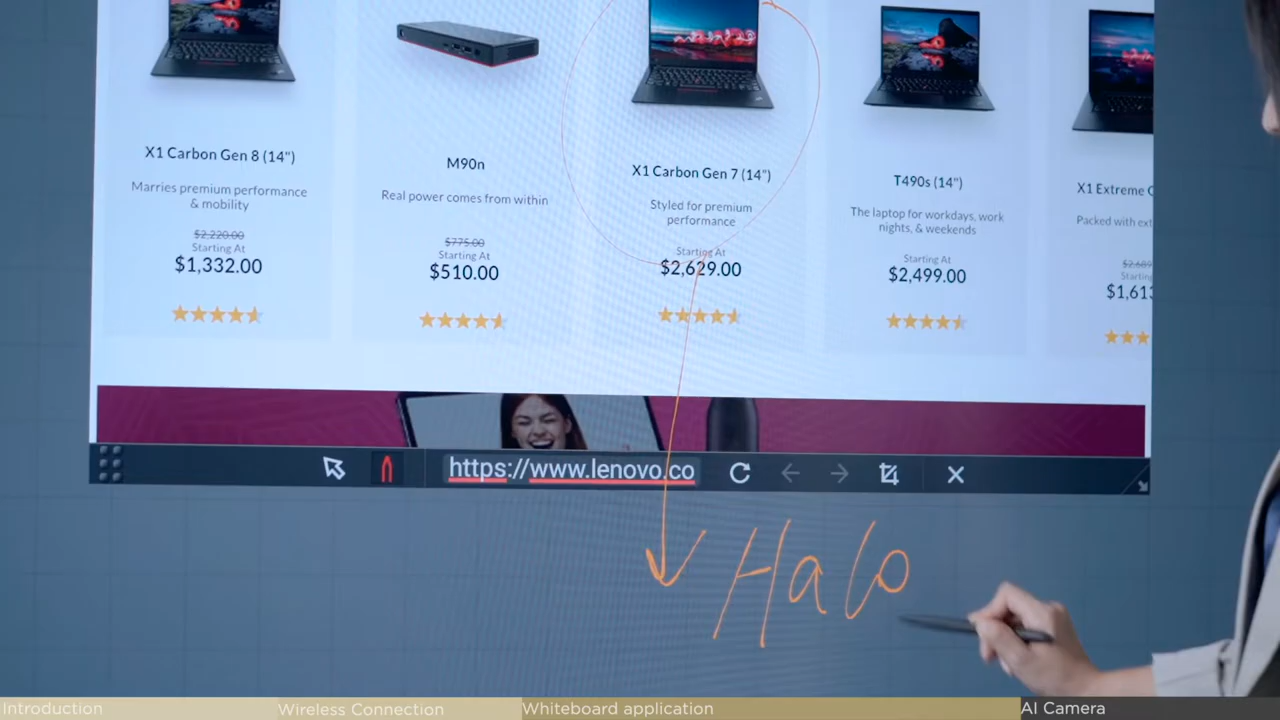 X1 Carbon Gen 8 (14")
Marries premium performance
& mobility
$2,220.00
Starting At
$1,332.00
M90n
Real power comes from within
$775.00
Starting At
$510.00
X1 Carbon Gen 7 (14")
Styled for premium
performance
Starting At
$2,629.00
T490s (14")
The laptop for workdays, work
nights, & weekends
Starting At
$2,499.00
X1 Extreme
Packed with
Starting
https://www.lenovo.co
Halo
Introduction
Wireless Connection
Whiteboard application
AI Camera